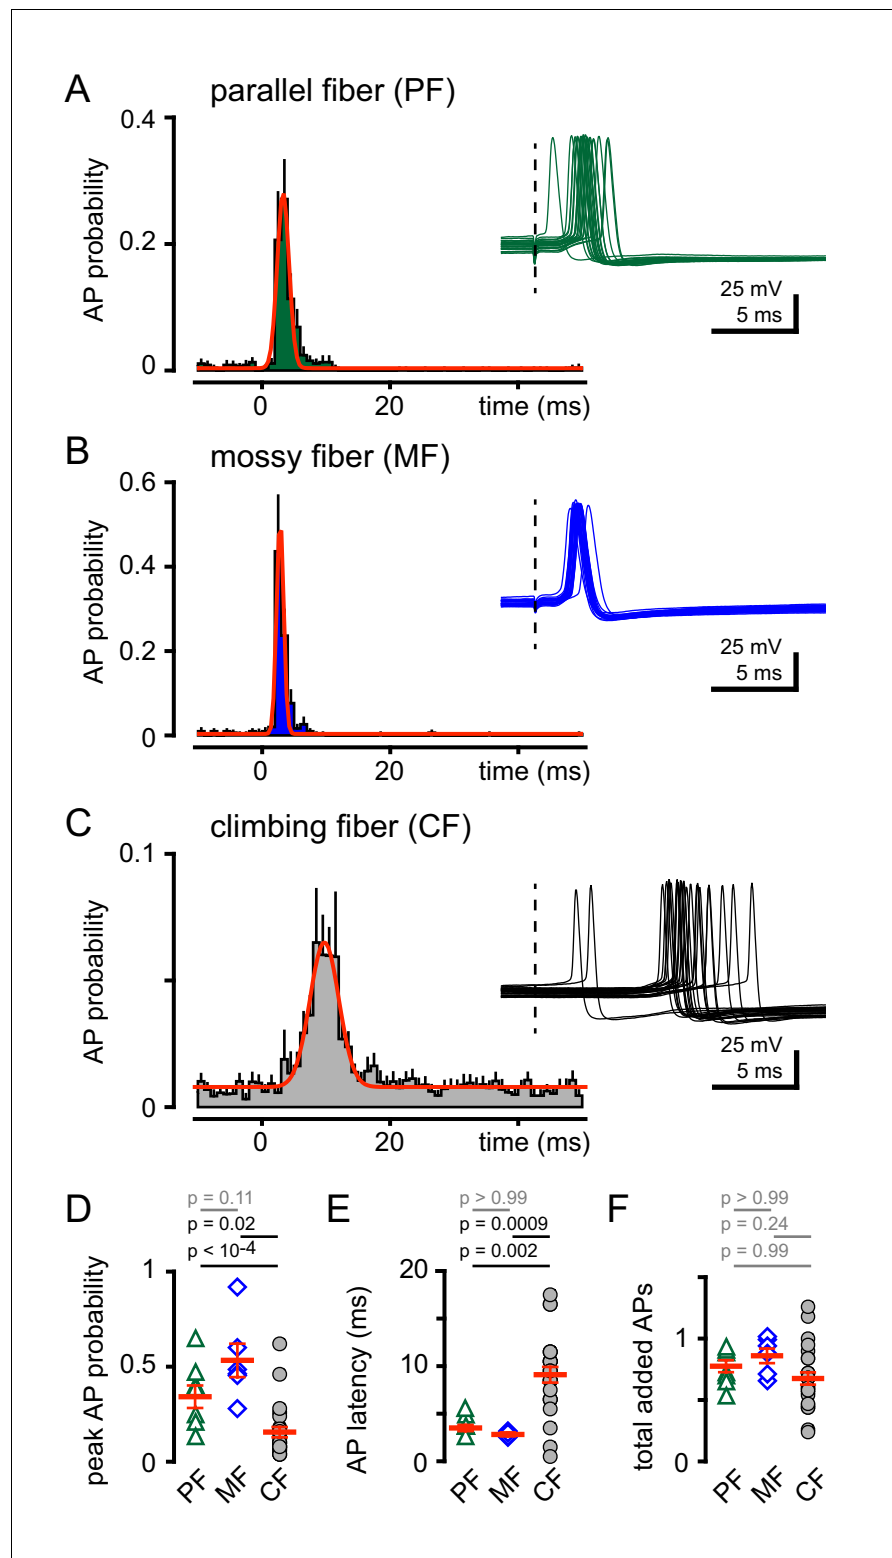 A parallel fiber (PF)
0.4
AP probability
0.2
0
25 mV
5 ms
0 20 time (ms)
B mossy fiber (MF)
0.6
AP probability
0.4
0.2
0
25 mV
5 ms
0 20 time (ms)
C climbing fiber (CF)
0.1
AP probability
0
25 mV
5 ms
0 20 time (ms)
D
p = 0.11
p = 0.02
p < 10-4
peak AP probability
1
0.5
0
PF MF CF
E
p > 0.99
p = 0.0009
p = 0.002
AP latency (ms)
20
10
0
PF MF CF
F
p > 0.99
p = 0.24
p = 0.99
total added APs
1
0
PF MF CF